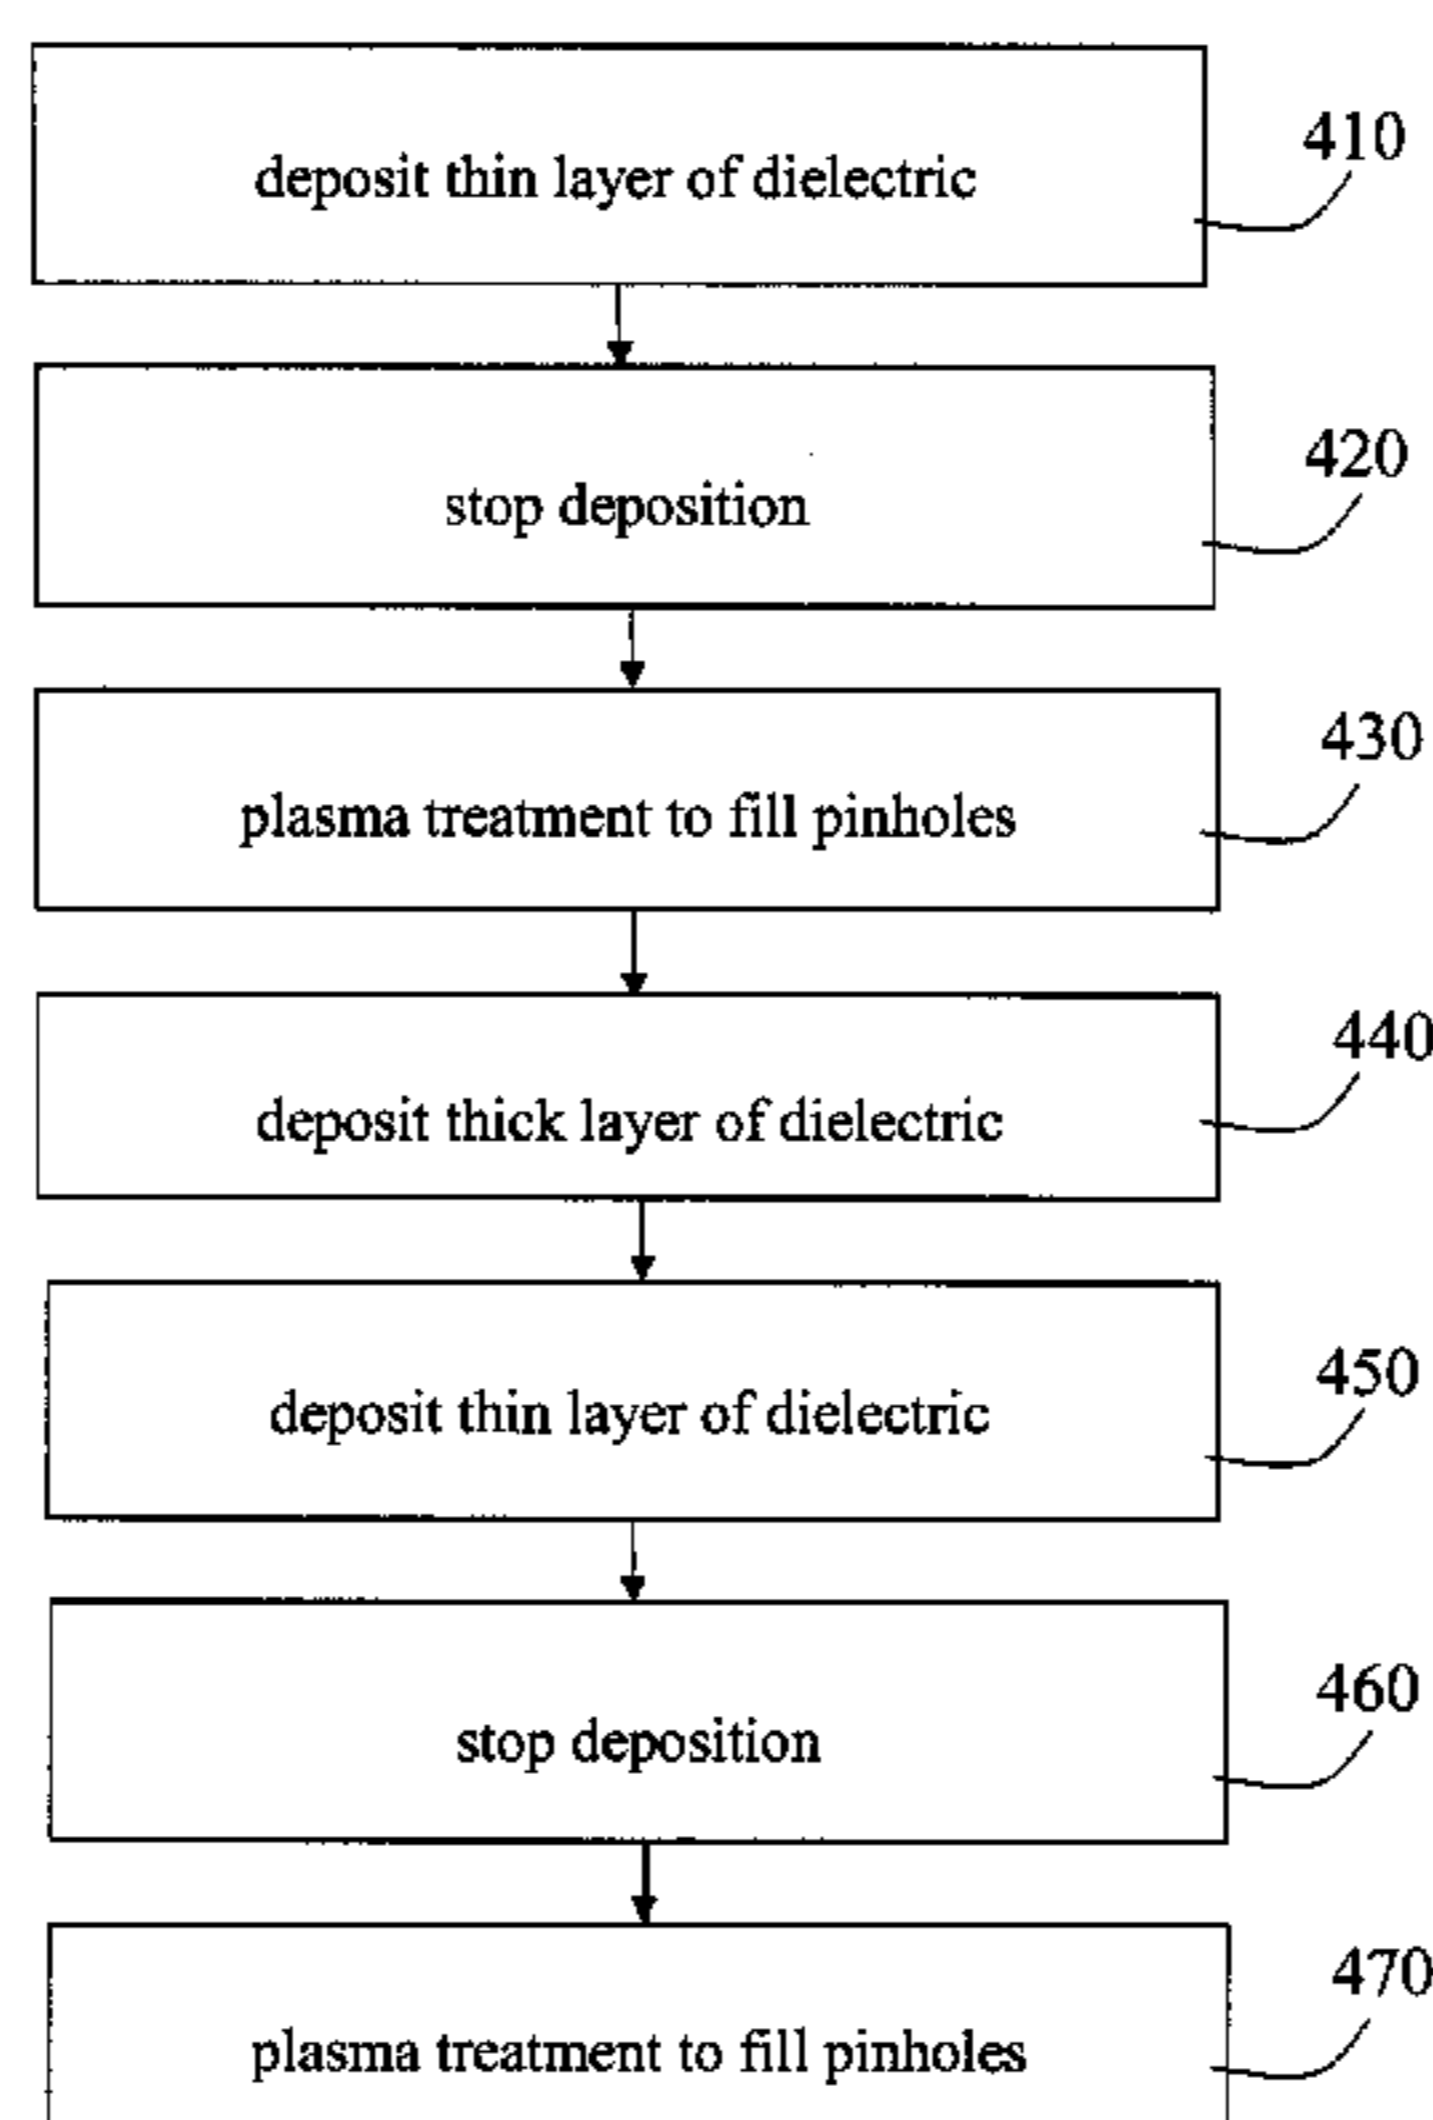 deposit thin layer of dielectric
410
stop deposition
420
plasma treatment to fill pinholes
430
deposit thick layer of dielectric
440
deposit thin layer of dielectric
450
stop deposition
460
plasma treatment to fill pinholes
470